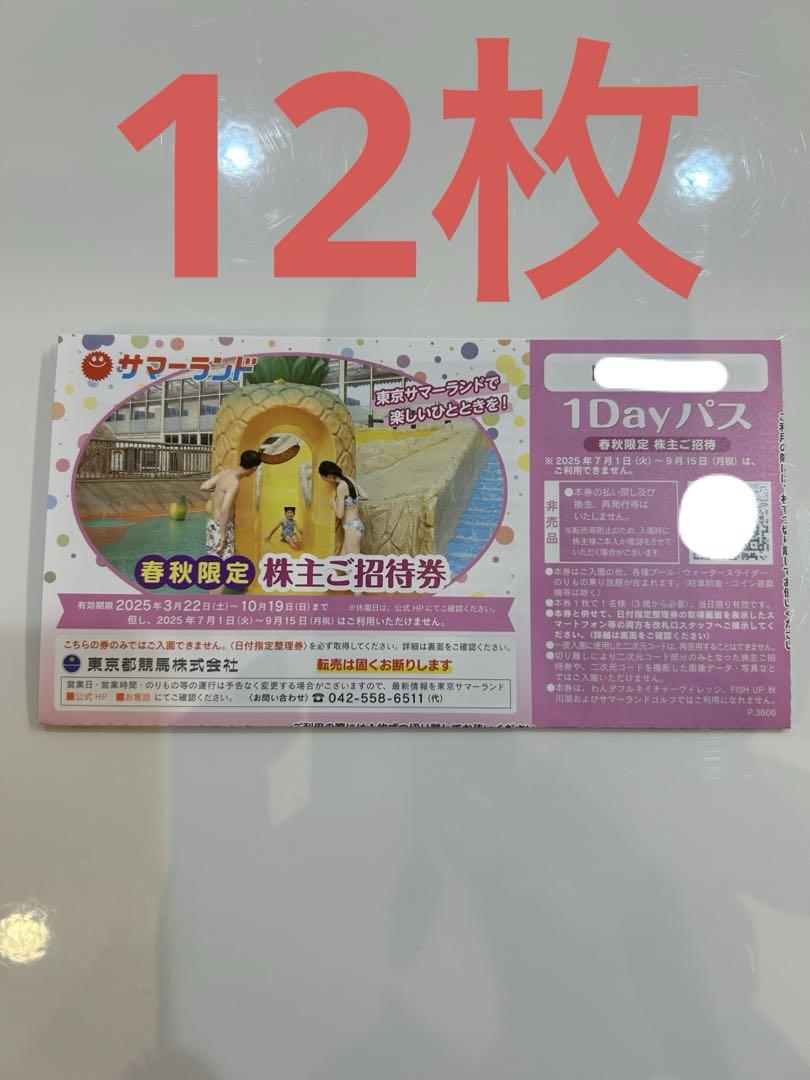 12枚
サマーランド
東京サマーランドで
楽しいひとときを!
春秋限定 株主ご招待券
有効期限 2025年3月22日(土)~10月19日(日)まで ※休園日は、公式HPにてご確認ください。
但し、2025年7月1日(火)~9月15日(月祝)はご利用いただけません。
こちらの券のみではご入園できません。〈日付指定整理券〉を必ず取得してください。詳細は裏面をご確認ください。
東京都競馬株式会社 転売は固くお断りします
営業日・営業時間・のりもの等の運行は予告なく変更する場合がございますので、最新情報を東京サマーランド
■公式HP ■お電話 にてご確認ください。〈お問い合わせ〉☎042-558-6511(代)
ご利用の際には1枚ずつ切り離してお使いください
1Dayパス
春秋限定 株主ご招待
※2025年7月1日(火)~9月15日(月祝)は、
ご利用できません。
非売品
●本券の払い戻し及び
換金、再発行等は
いたしません。
※転売等防止のため、入園時に
株主様ご本人か確認をさせて
いただく場合がございます。
●本券はご入園の他、各種プール・ウォータースライダー・
のりもの乗り放題が含まれます。(駐車料金・コイン遊戯
機等は除く)
●本券1枚で1名様(3歳から必要)、当日限り有効です。
●本券と併せて、日付指定整理券の取得画面を表示したス
マートフォン等の両方を改札口スタッフへご提示してく
ださい。(詳細は裏面をご確認ください)
●一度入園に使用した二次元コードは、再使用することはできません。
●切り離しにより二次元コード部分のみとなった株主ご招
待券や、二次元コードを撮影した画像データ・写真など
ではご入園いただけません。
●本券は、わんダフルネイチャーヴィレッジ、FISH UP 秋
川湖およびサマーランドゴルフではご利用になれません。
P.3606